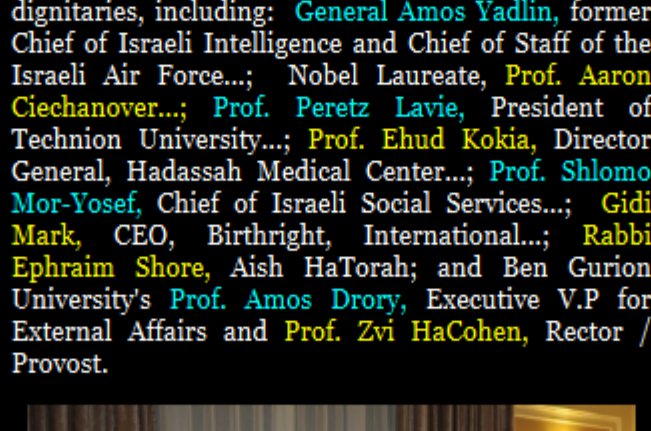 dignitaries, including: General Amos Yadlin, former
Chief of Israeli Intelligence and Chief of Staff of the
Israeli Air Force...; Nobel Laureate, Prof. Aaron
Ciechanover...; Prof. Peretz Lavie, President of
Technion University...; Prof. Ehud Kokia, Director
General, Hadassah Medical Center...; Prof. Shlomo
Mor-Yosef, Chief of Israeli Social Services...; Gidi
Mark, CEO, Birthright, International...; Rabbi
Ephraim Shore, Aish HaTorah; and Ben Gurion
University's Prof. Amos Drory, Executive V.P for
External Affairs and Prof. Zvi HaCohen, Rector /
Provost.